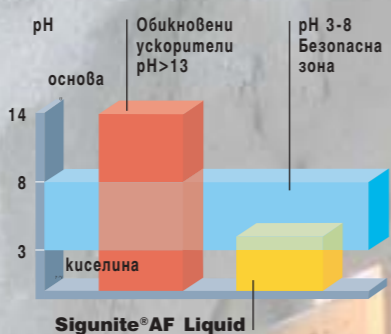 pH
Обикновени
ускорители
pH>13
pH 3-8
Безопасна
зона
основа
14
8
3
киселина
Sigunite®AF Liquid